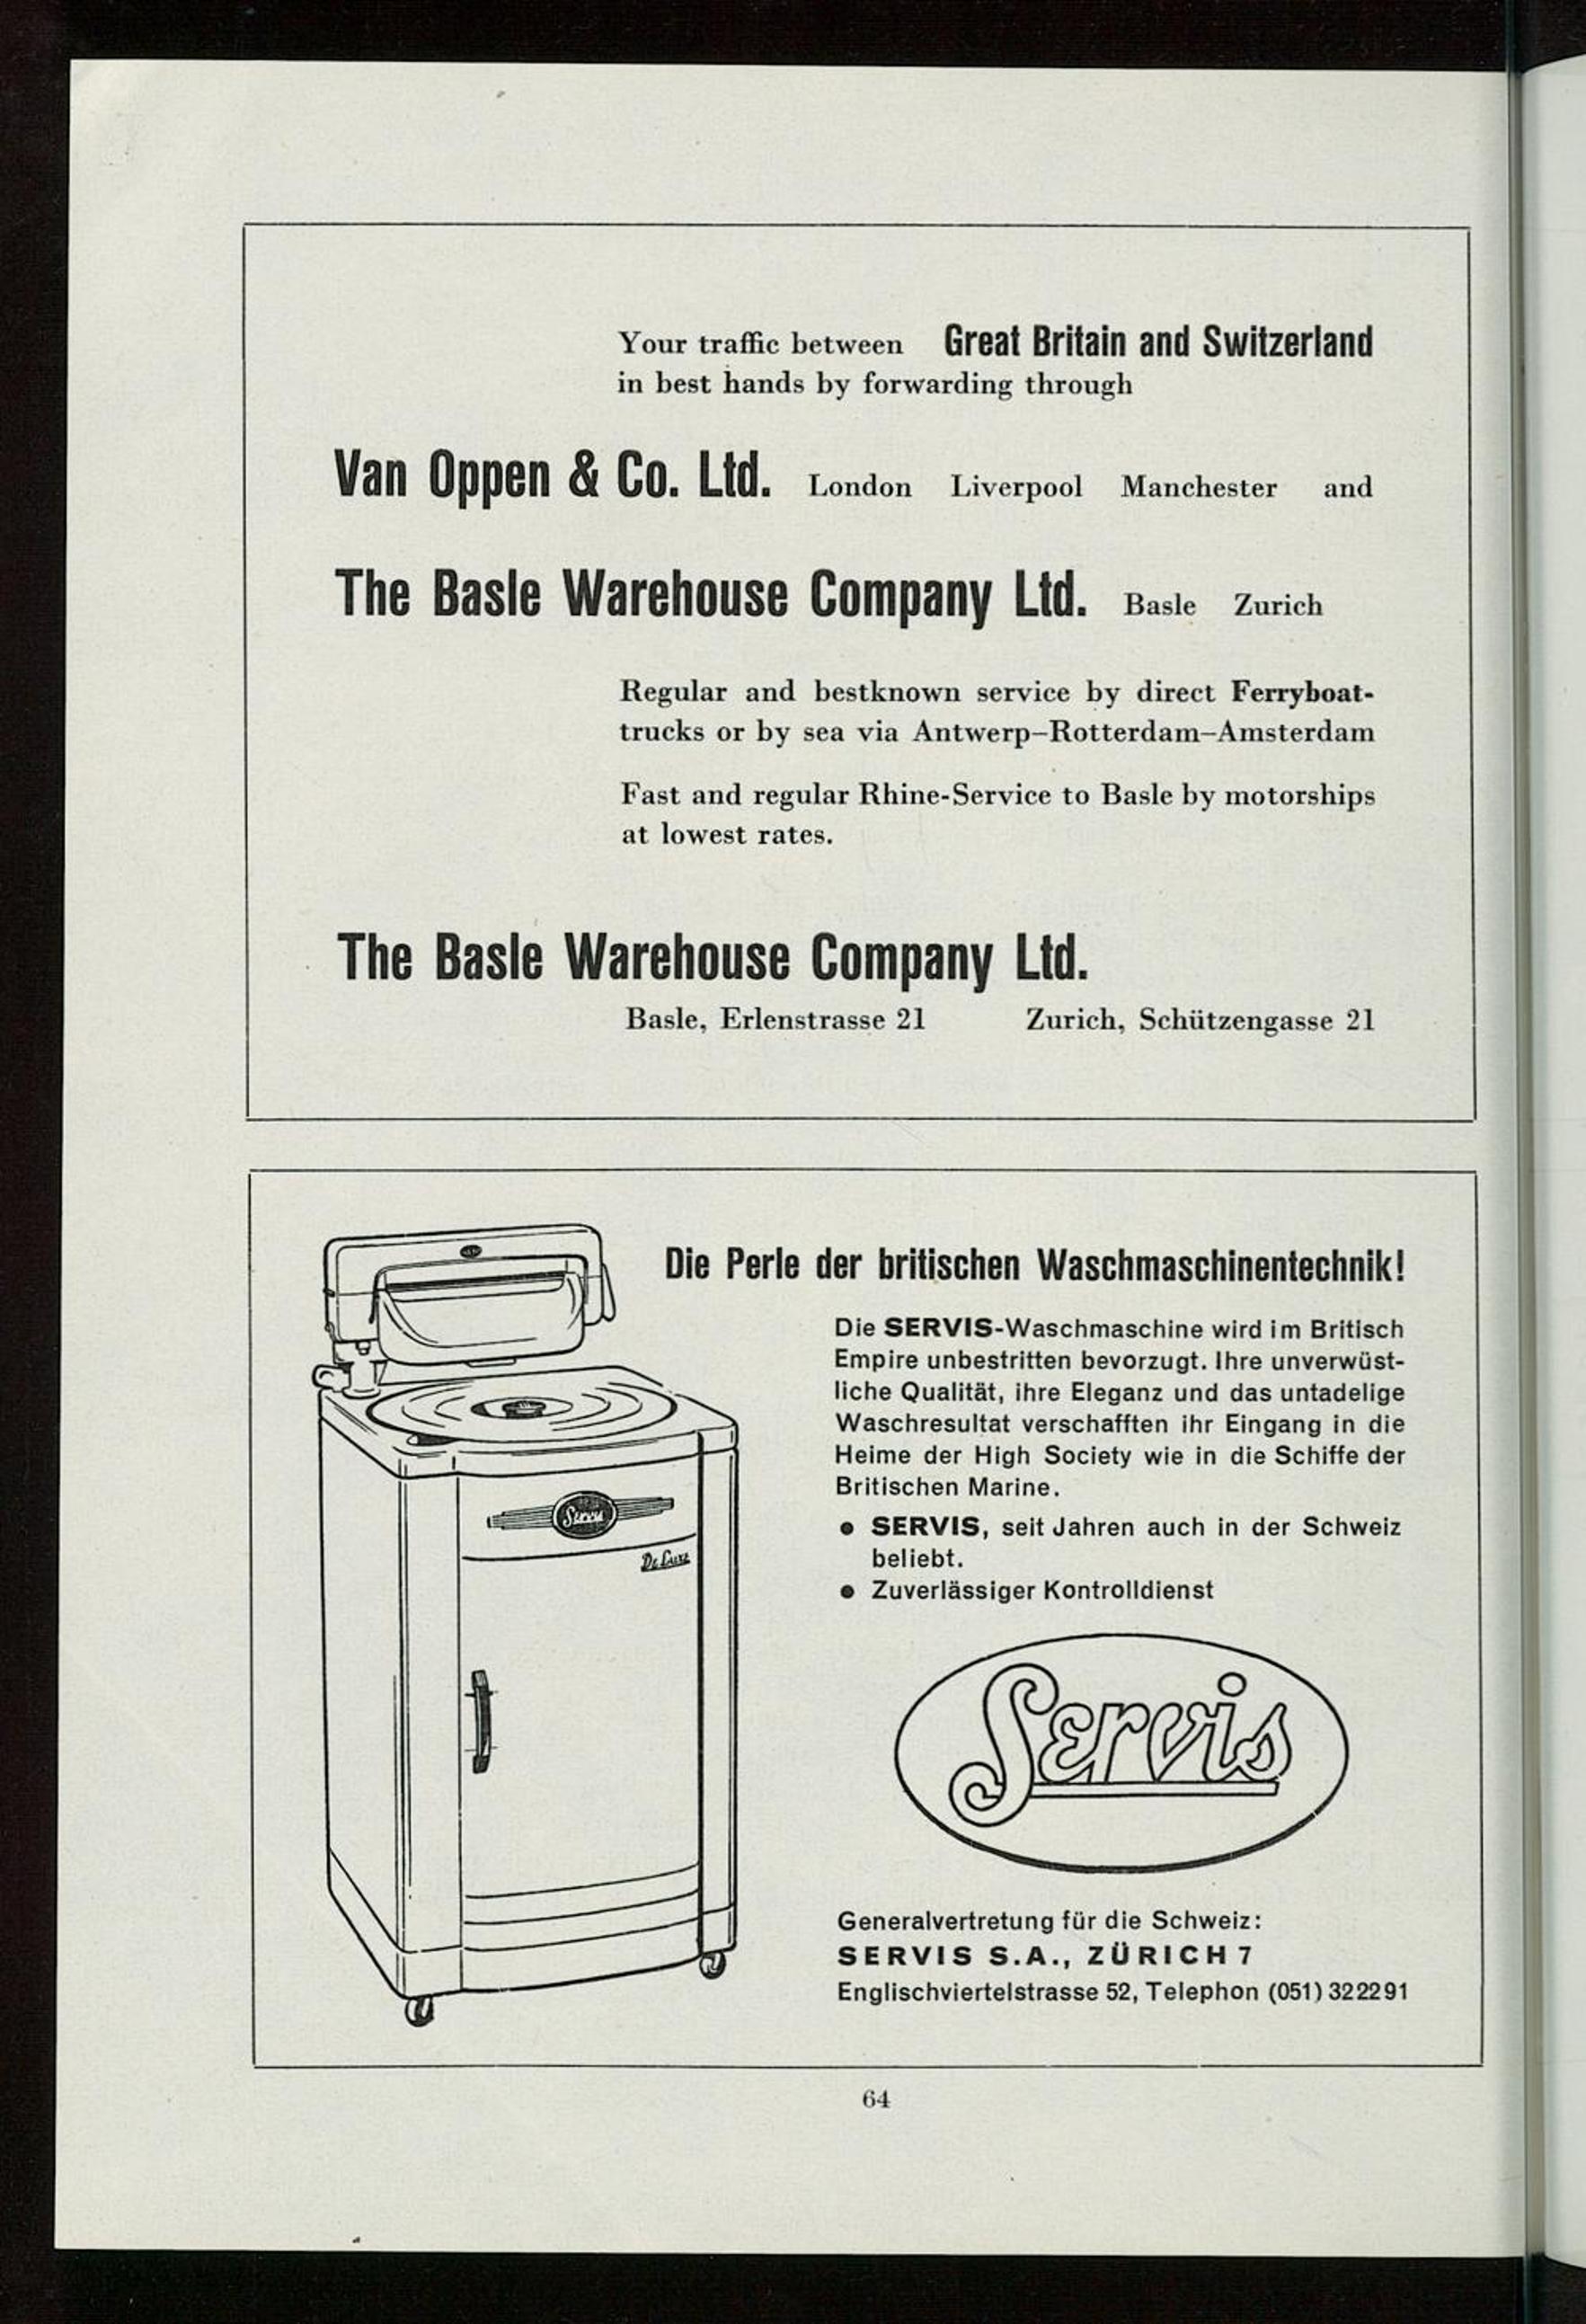 Your traffic between Great Britain and Switzerland
in best hands by forwarding through
Van Oppen & Co. Ltd. London Liverpool Manchester and
The Basle Warehouse Company Ltd. Basle Zurich
Regular and bestknown service by direct Ferryboat-
trucks or by sea via Antwerp–Rotterdam–Amsterdam
Fast and regular Rhine-Service to Basle by motorships
at lowest rates.
The Basle Warehouse Company Ltd.
Basle, Erlenstrasse 21 Zurich, Schützengasse 21
Die Perle der britischen Waschmaschinentechnik!
Die SERVIS-Waschmaschine wird im Britisch
Empire unbestritten bevorzugt. Ihre unverwüst-
liche Qualität, ihre Eleganz und das untadelige
Waschresultat verschafften ihr Eingang in die
Heime der High Society wie in die Schiffe der
Britischen Marine.
• SERVIS, seit Jahren auch in der Schweiz
beliebt.
• Zuverlässiger Kontrolldienst
Servis
De Luxe
Servis
Generalvertretung für die Schweiz:
SERVIS S.A., ZÜRICH 7
Englischviertelstrasse 52, Telephon (051) 322291
64